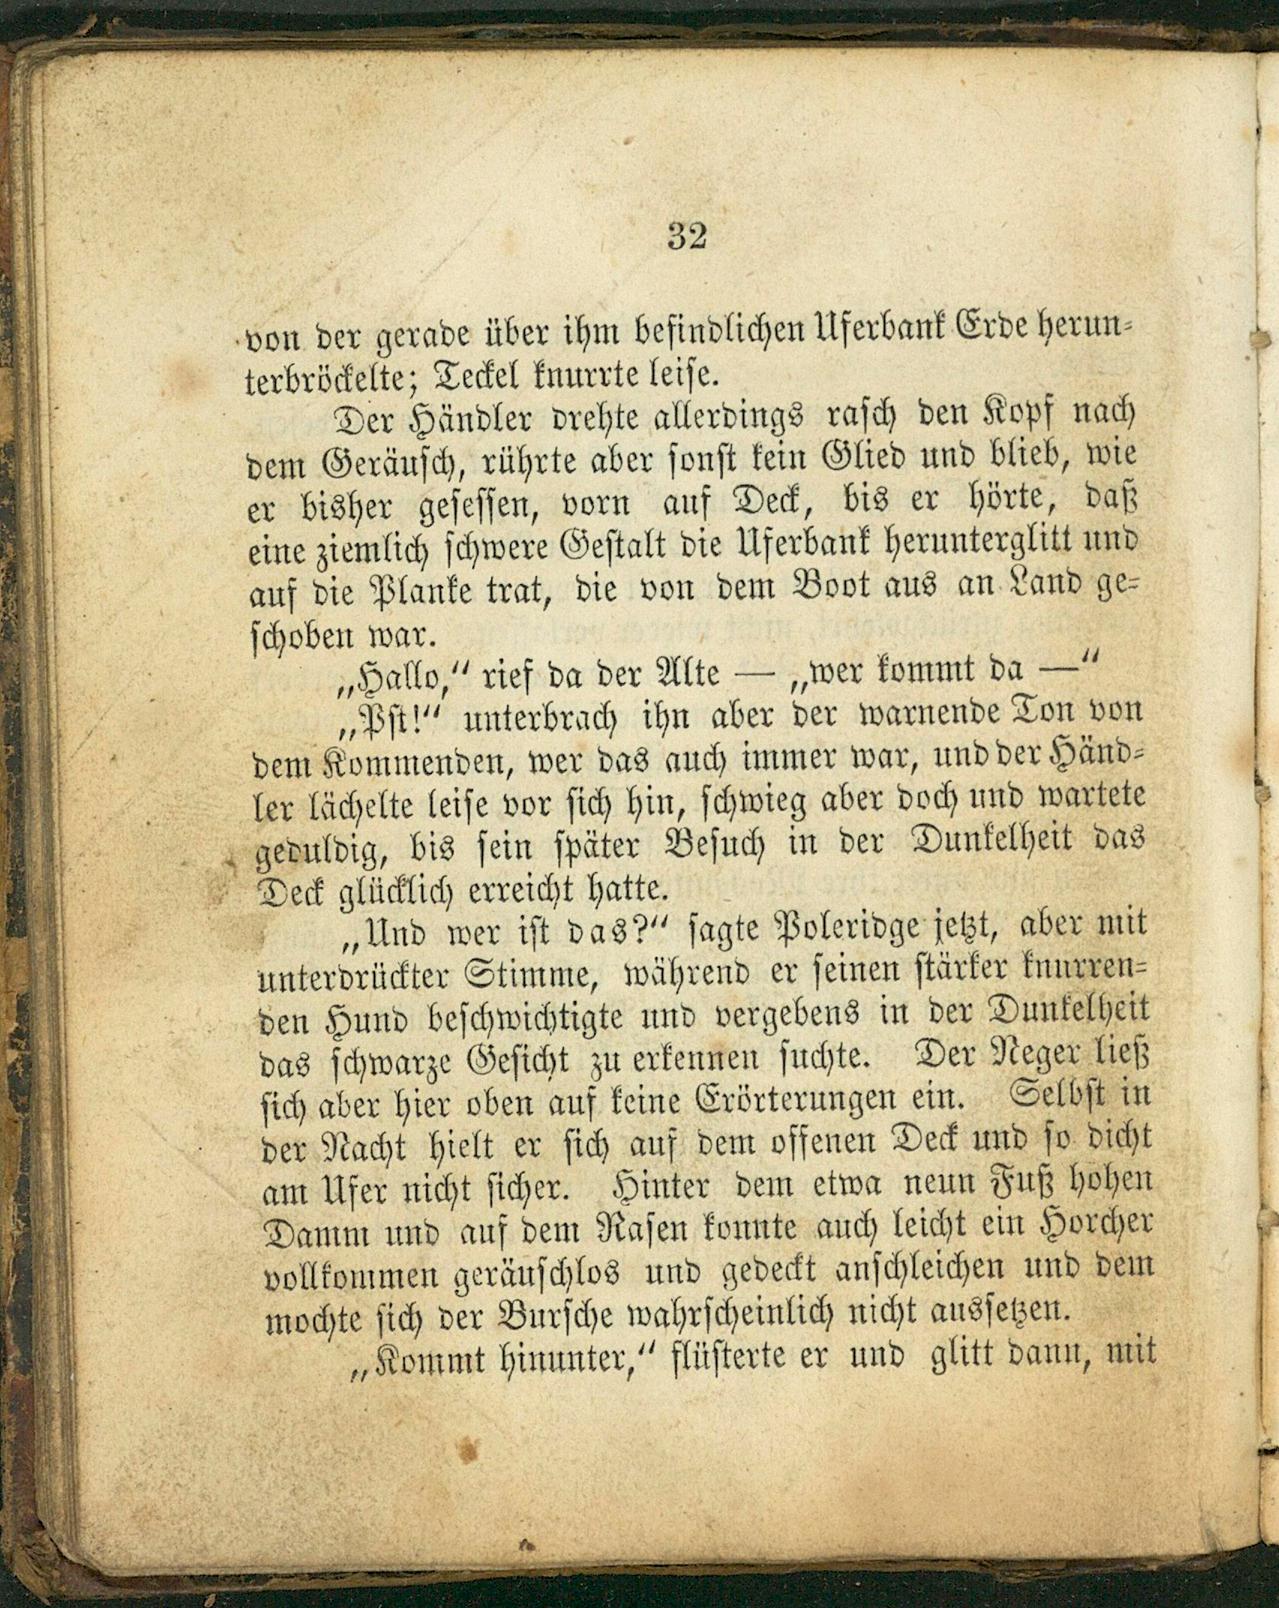 32
von der gerade über ihm befindlichen Uferbank Erde herun-
terbröckelte; Teckel knurrte leise.
Der Händler drehte allerdings rasch den Kopf nach
dem Geräusch, rührte aber sonst kein Glied und blieb, wie
er bisher gesessen, vorn auf Deck, bis er hörte, daß
eine ziemlich schwere Gestalt die Uferbank herunterglitt und
auf die Planke trat, die von dem Boot aus an Land ge-
schoben war.
„Hallo,“ rief da der Alte — „wer kommt da —“
„Pst!“ unterbrach ihn aber der warnende Ton von
dem Kommenden, wer das auch immer war, und der Händ-
ler lächelte leise vor sich hin, schwieg aber doch und wartete
geduldig, bis sein später Besuch in der Dunkelheit das
Deck glücklich erreicht hatte.
„Und wer ist das?“ sagte Poleridge jetzt, aber mit
unterdrückter Stimme, während er seinen stärker knurren-
den Hund beschwichtigte und vergebens in der Dunkelheit
das schwarze Gesicht zu erkennen suchte. Der Neger ließ
sich aber hier oben auf keine Erörterungen ein. Selbst in
der Nacht hielt er sich auf dem offenen Deck und so dicht
am Ufer nicht sicher. Hinter dem etwa neun Fuß hohen
Damm und auf dem Rasen konnte auch leicht ein Horcher
vollkommen geräuschlos und gedeckt anschleichen und dem
mochte sich der Bursche wahrscheinlich nicht aussetzen.
„Kommt hinunter,“ flüsterte er und glitt dann, mit